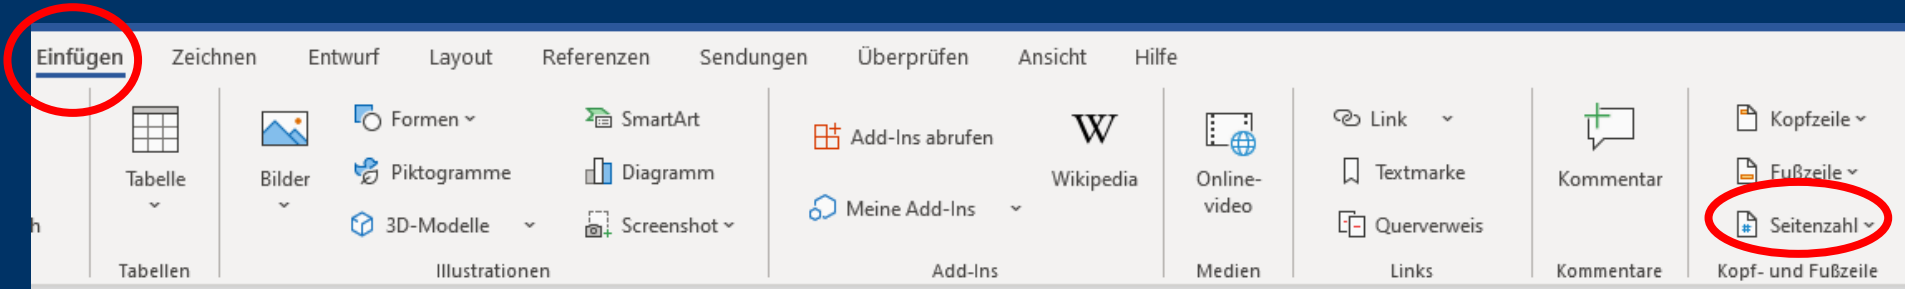 Einfügen Zeichnen Entwurf Layout Referenzen Sendungen Überprüfen Ansicht Hilfe
Tabelle
Tabellen
Bilder
Formen
Piktogramme
3D-Modelle
SmartArt
Diagramm
Screenshot
Illustrationen
Add-Ins abrufen
Meine Add-Ins
W
Wikipedia
Add-Ins
Online-
video
Medien
Link
Textmarke
Querverweis
Links
Kommentar
Kommentare
Kopfzeile
Fußzeile
# Seitenzahl
Kopf- und Fußzeile